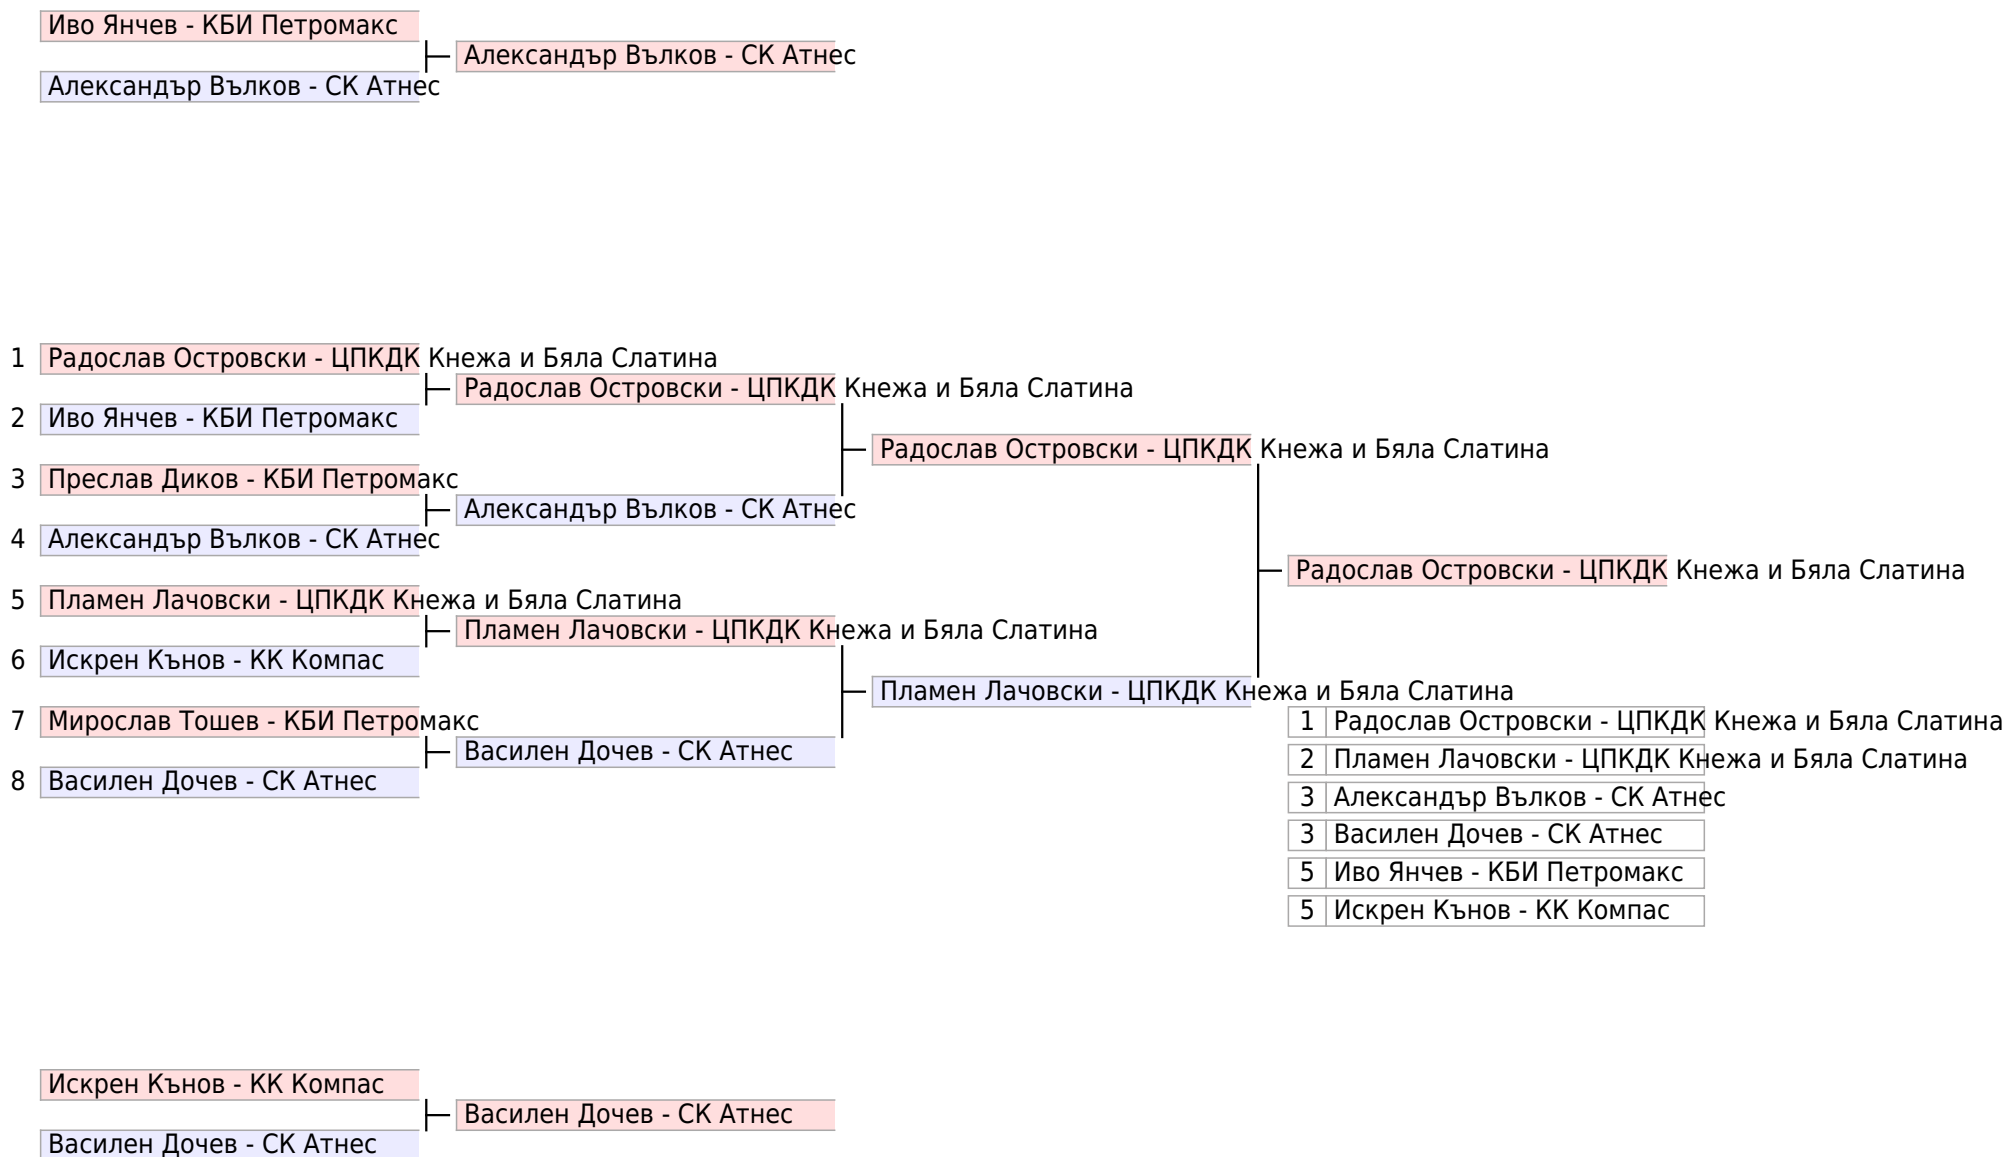 Иво Янчев - КБИ Петромакс
Александър Вълков - СК Атнес
Александър Вълков - СК Атнес
1 Радослав Островски - ЦПКДК Кнежа и Бяла Слатина
Радослав Островски - ЦПКДК Кнежа и Бяла Слатина
2 Иво Янчев - КБИ Петромакс
Радослав Островски - ЦПКДК Кнежа и Бяла Слатина
3 Преслав Диков - КБИ Петромакс
Александър Вълков - СК Атнес
4 Александър Вълков - СК Атнес
Радослав Островски - ЦПКДК Кнежа и Бяла Слатина
5 Пламен Лачовски - ЦПКДК Кнежа и Бяла Слатина
Пламен Лачовски - ЦПКДК Кнежа и Бяла Слатина
6 Искрен Кънов - КК Компас
Пламен Лачовски - ЦПКДК Кнежа и Бяла Слатина
7 Мирослав Тошев - КБИ Петромакс
Василен Дочев - СК Атнес
8 Василен Дочев - СК Атнес
1 Радослав Островски - ЦПКДК Кнежа и Бяла Слатина
2 Пламен Лачовски - ЦПКДК Кнежа и Бяла Слатина
3 Александър Вълков - СК Атнес
3 Василен Дочев - СК Атнес
5 Иво Янчев - КБИ Петромакс
5 Искрен Кънов - КК Компас
Искрен Кънов - КК Компас
Василен Дочев - СК Атнес
Василен Дочев - СК Атнес